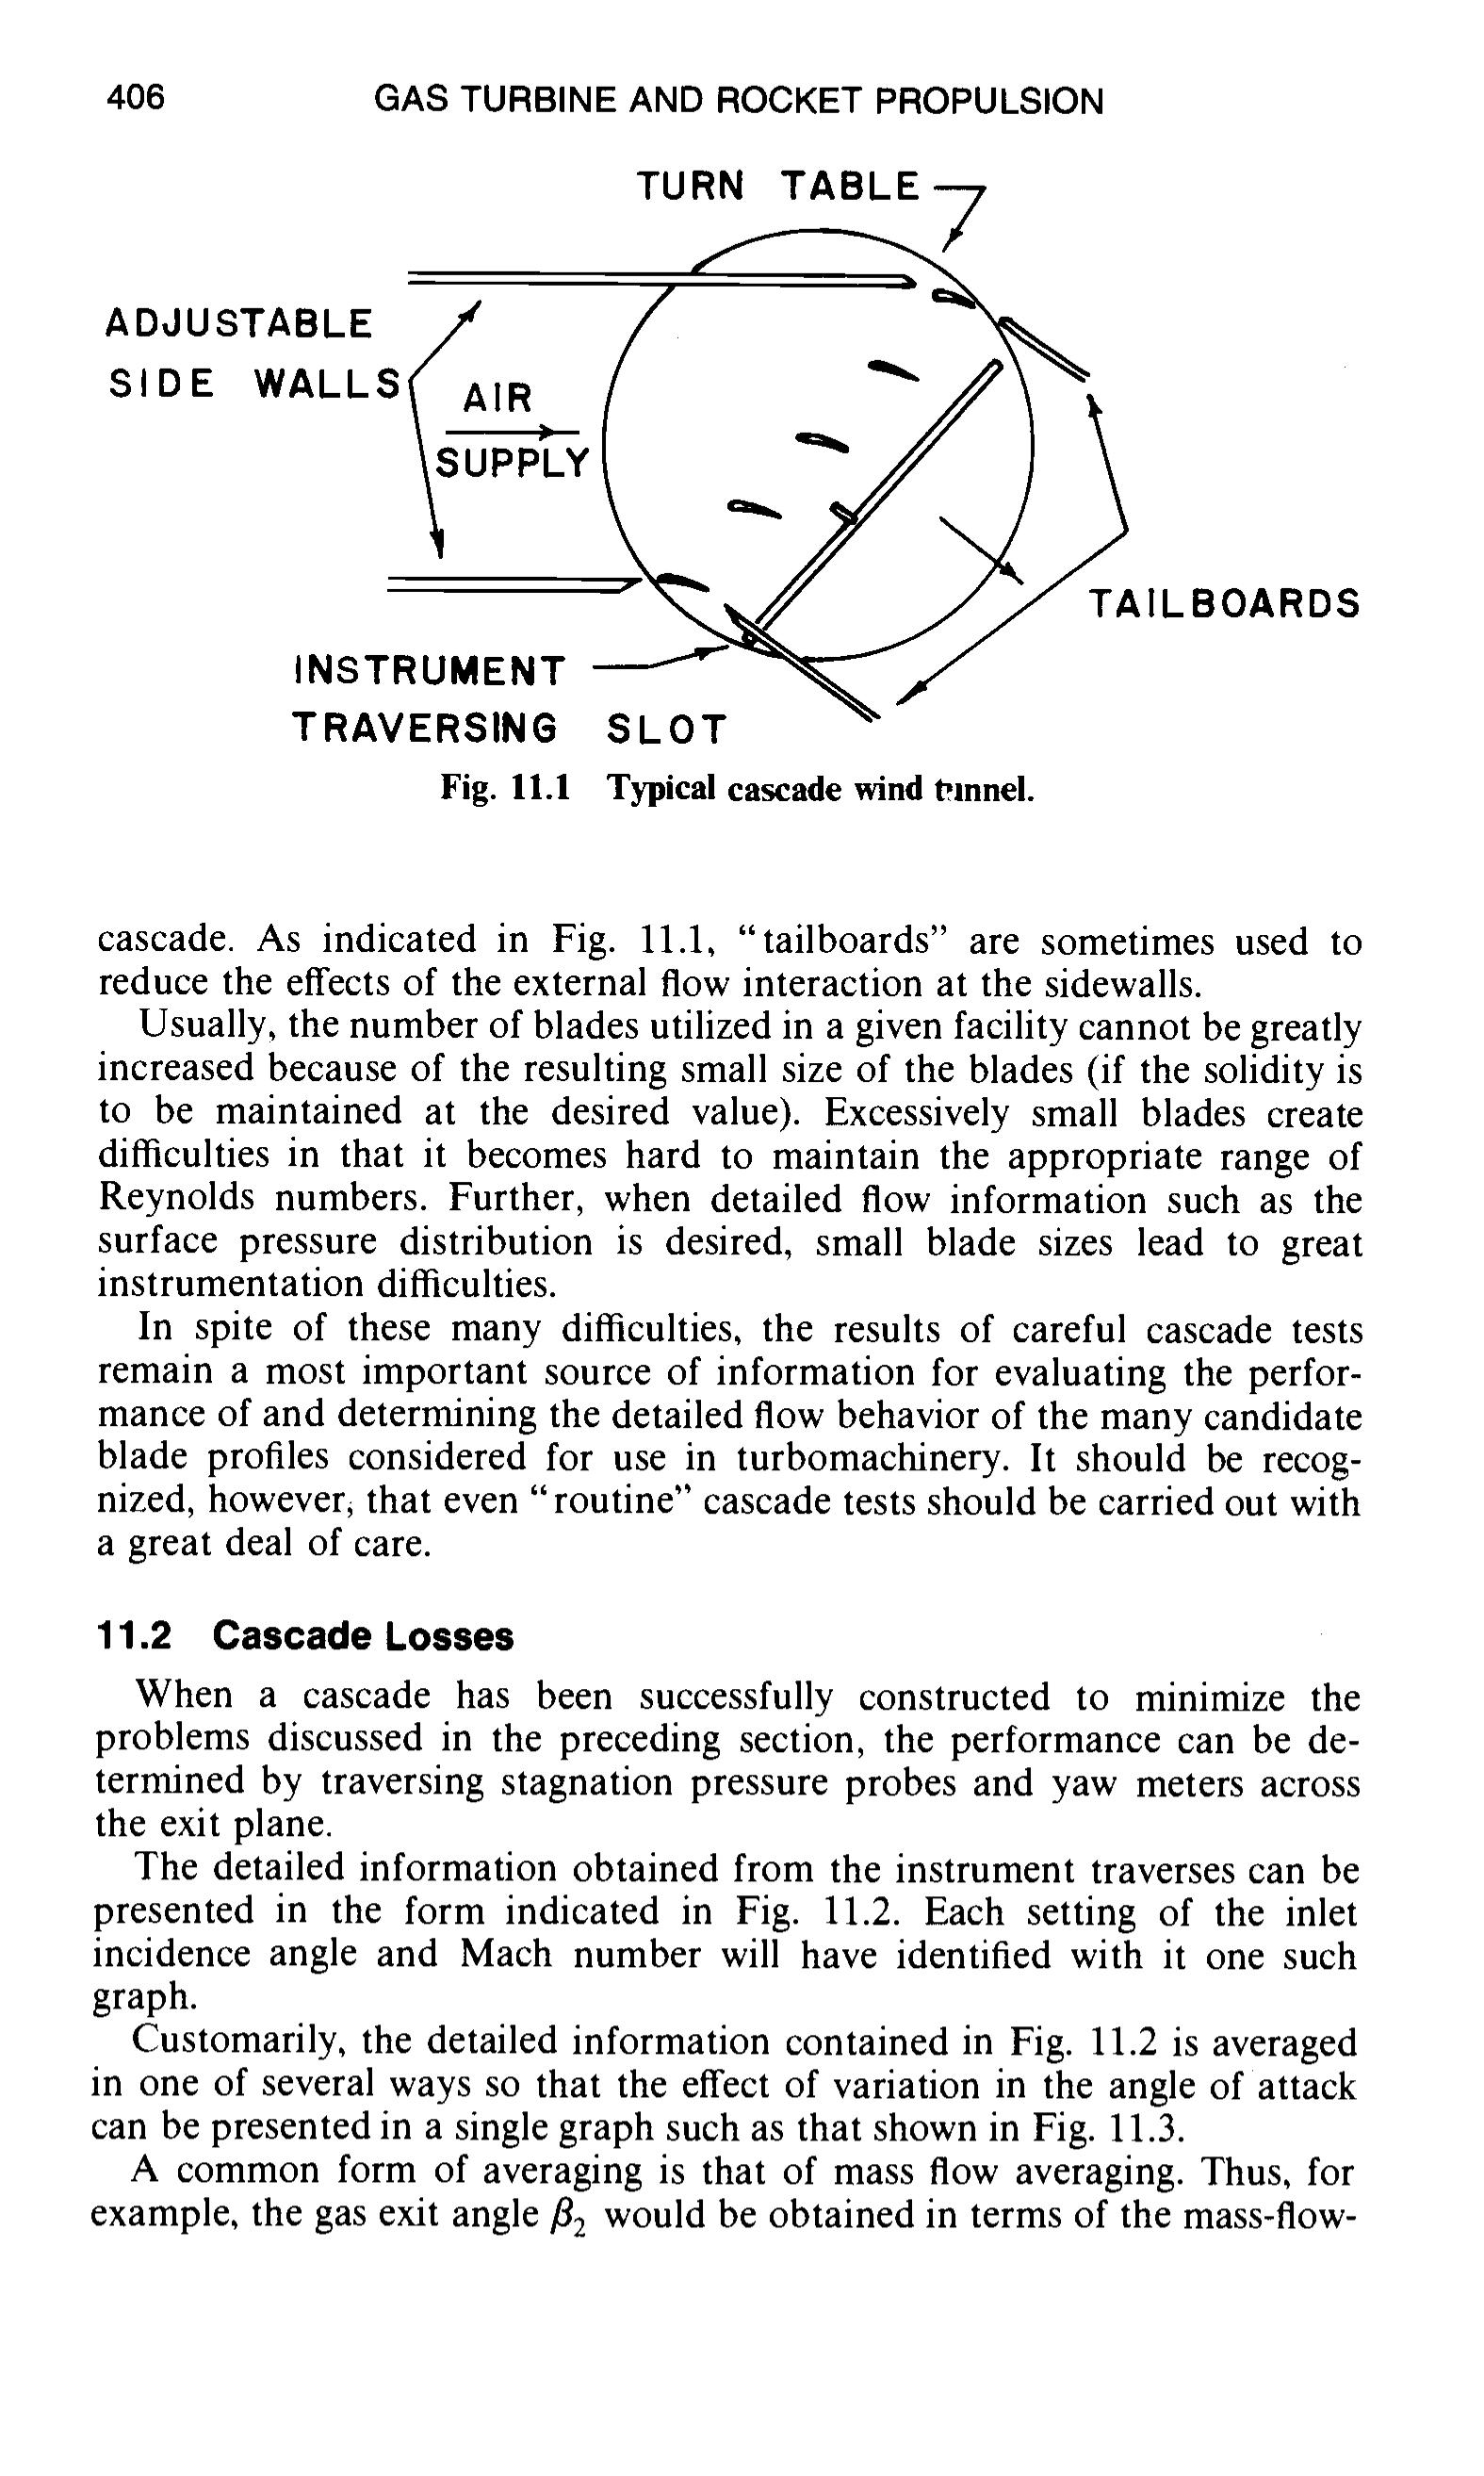 406 GAS TURBINE AND ROCKET PROPULSION
TURN TABLE
ADJUSTABLE
SIDE WALLS
AIR
SUPPLY
TAILBOARDS
INSTRUMENT
TRAVERSING SLOT
Fig. 11.1 Typical cascade wind tunnel.
cascade. As indicated in Fig. 11.1, “tailboards” are sometimes used to
reduce the effects of the external flow interaction at the sidewalls.
Usually, the number of blades utilized in a given facility cannot be greatly
increased because of the resulting small size of the blades (if the solidity is
to be maintained at the desired value). Excessively small blades create
difficulties in that it becomes hard to maintain the appropriate range of
Reynolds numbers. Further, when detailed flow information such as the
surface pressure distribution is desired, small blade sizes lead to great
instrumentation difficulties.
In spite of these many difficulties, the results of careful cascade tests
remain a most important source of information for evaluating the perfor-
mance of and determining the detailed flow behavior of the many candidate
blade profiles considered for use in turbomachinery. It should be recog-
nized, however, that even “routine” cascade tests should be carried out with
a great deal of care.
11.2 Cascade Losses
When a cascade has been successfully constructed to minimize the
problems discussed in the preceding section, the performance can be de-
termined by traversing stagnation pressure probes and yaw meters across
the exit plane.
The detailed information obtained from the instrument traverses can be
presented in the form indicated in Fig. 11.2. Each setting of the inlet
incidence angle and Mach number will have identified with it one such
graph.
Customarily, the detailed information contained in Fig. 11.2 is averaged
in one of several ways so that the effect of variation in the angle of attack
can be presented in a single graph such as that shown in Fig. 11.3.
A common form of averaging is that of mass flow averaging. Thus, for
example, the gas exit angle β₂ would be obtained in terms of the mass-flow-